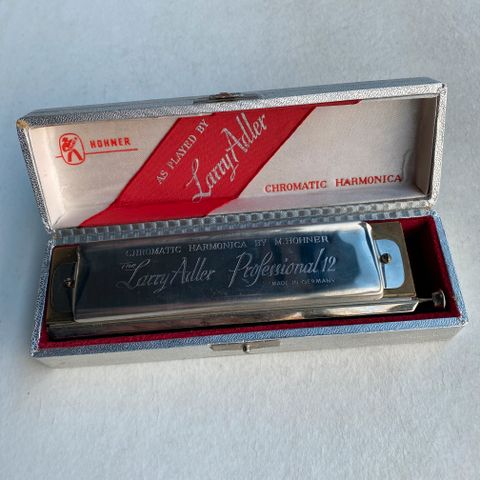 HOHNER
AS PLAYED BY
Larry Adler
CHROMATIC HARMONICA
CHROMATIC HARMONICA BY M. HOHNER
The Larry Adler Professional 12
MADE IN GERMANY